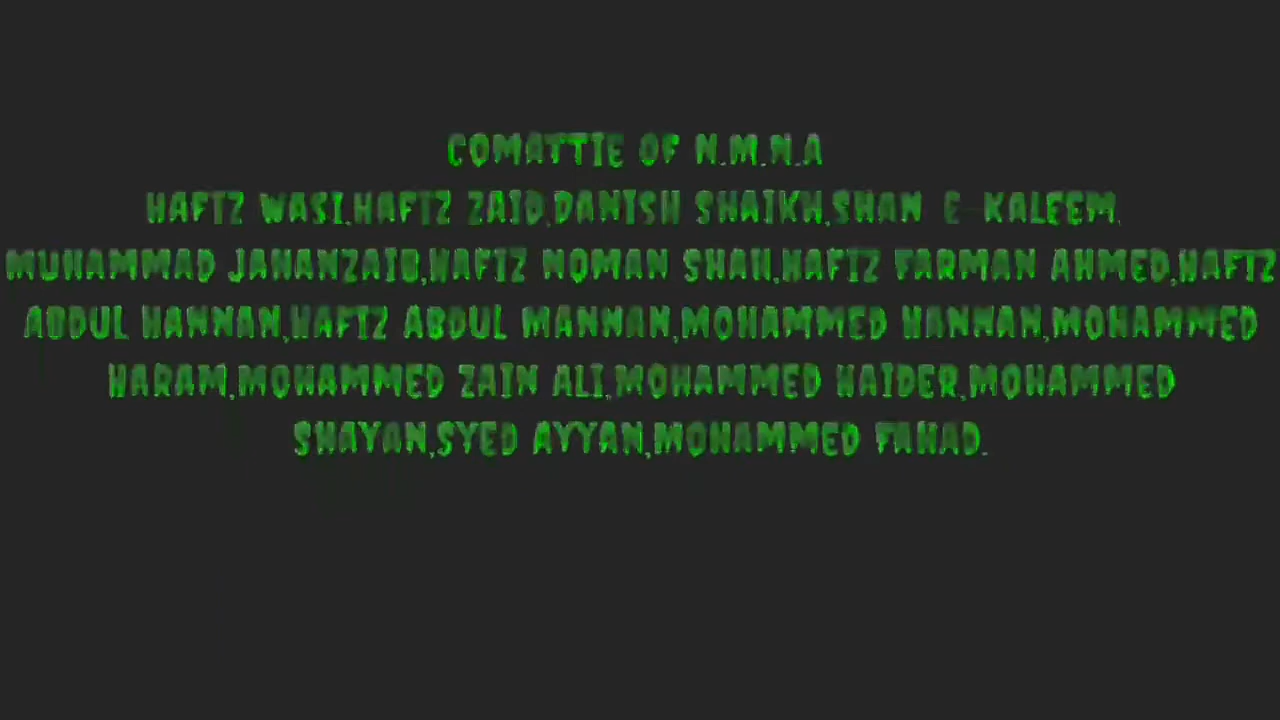 COMATTIE OF N.M.N.A
HAFIZ WASI,HAFIZ ZAID,DANISH SHAIKH,SHAN E-KALEEM,
MUHAMMAD JAHANZAIB,HAFIZ NOMAN SHAH,HAFIZ FARMAN AHMED,HAFIZ
ABDUL HANNAN,HAFIZ ABDUL MANNAN,MOHAMMED HANNAN,MOHAMMED
HARAM,MOHAMMED ZAIN ALI,MOHAMMED HAIDER,MOHAMMED
SHAYAN,SYED AYYAN,MOHAMMED FAHAD.